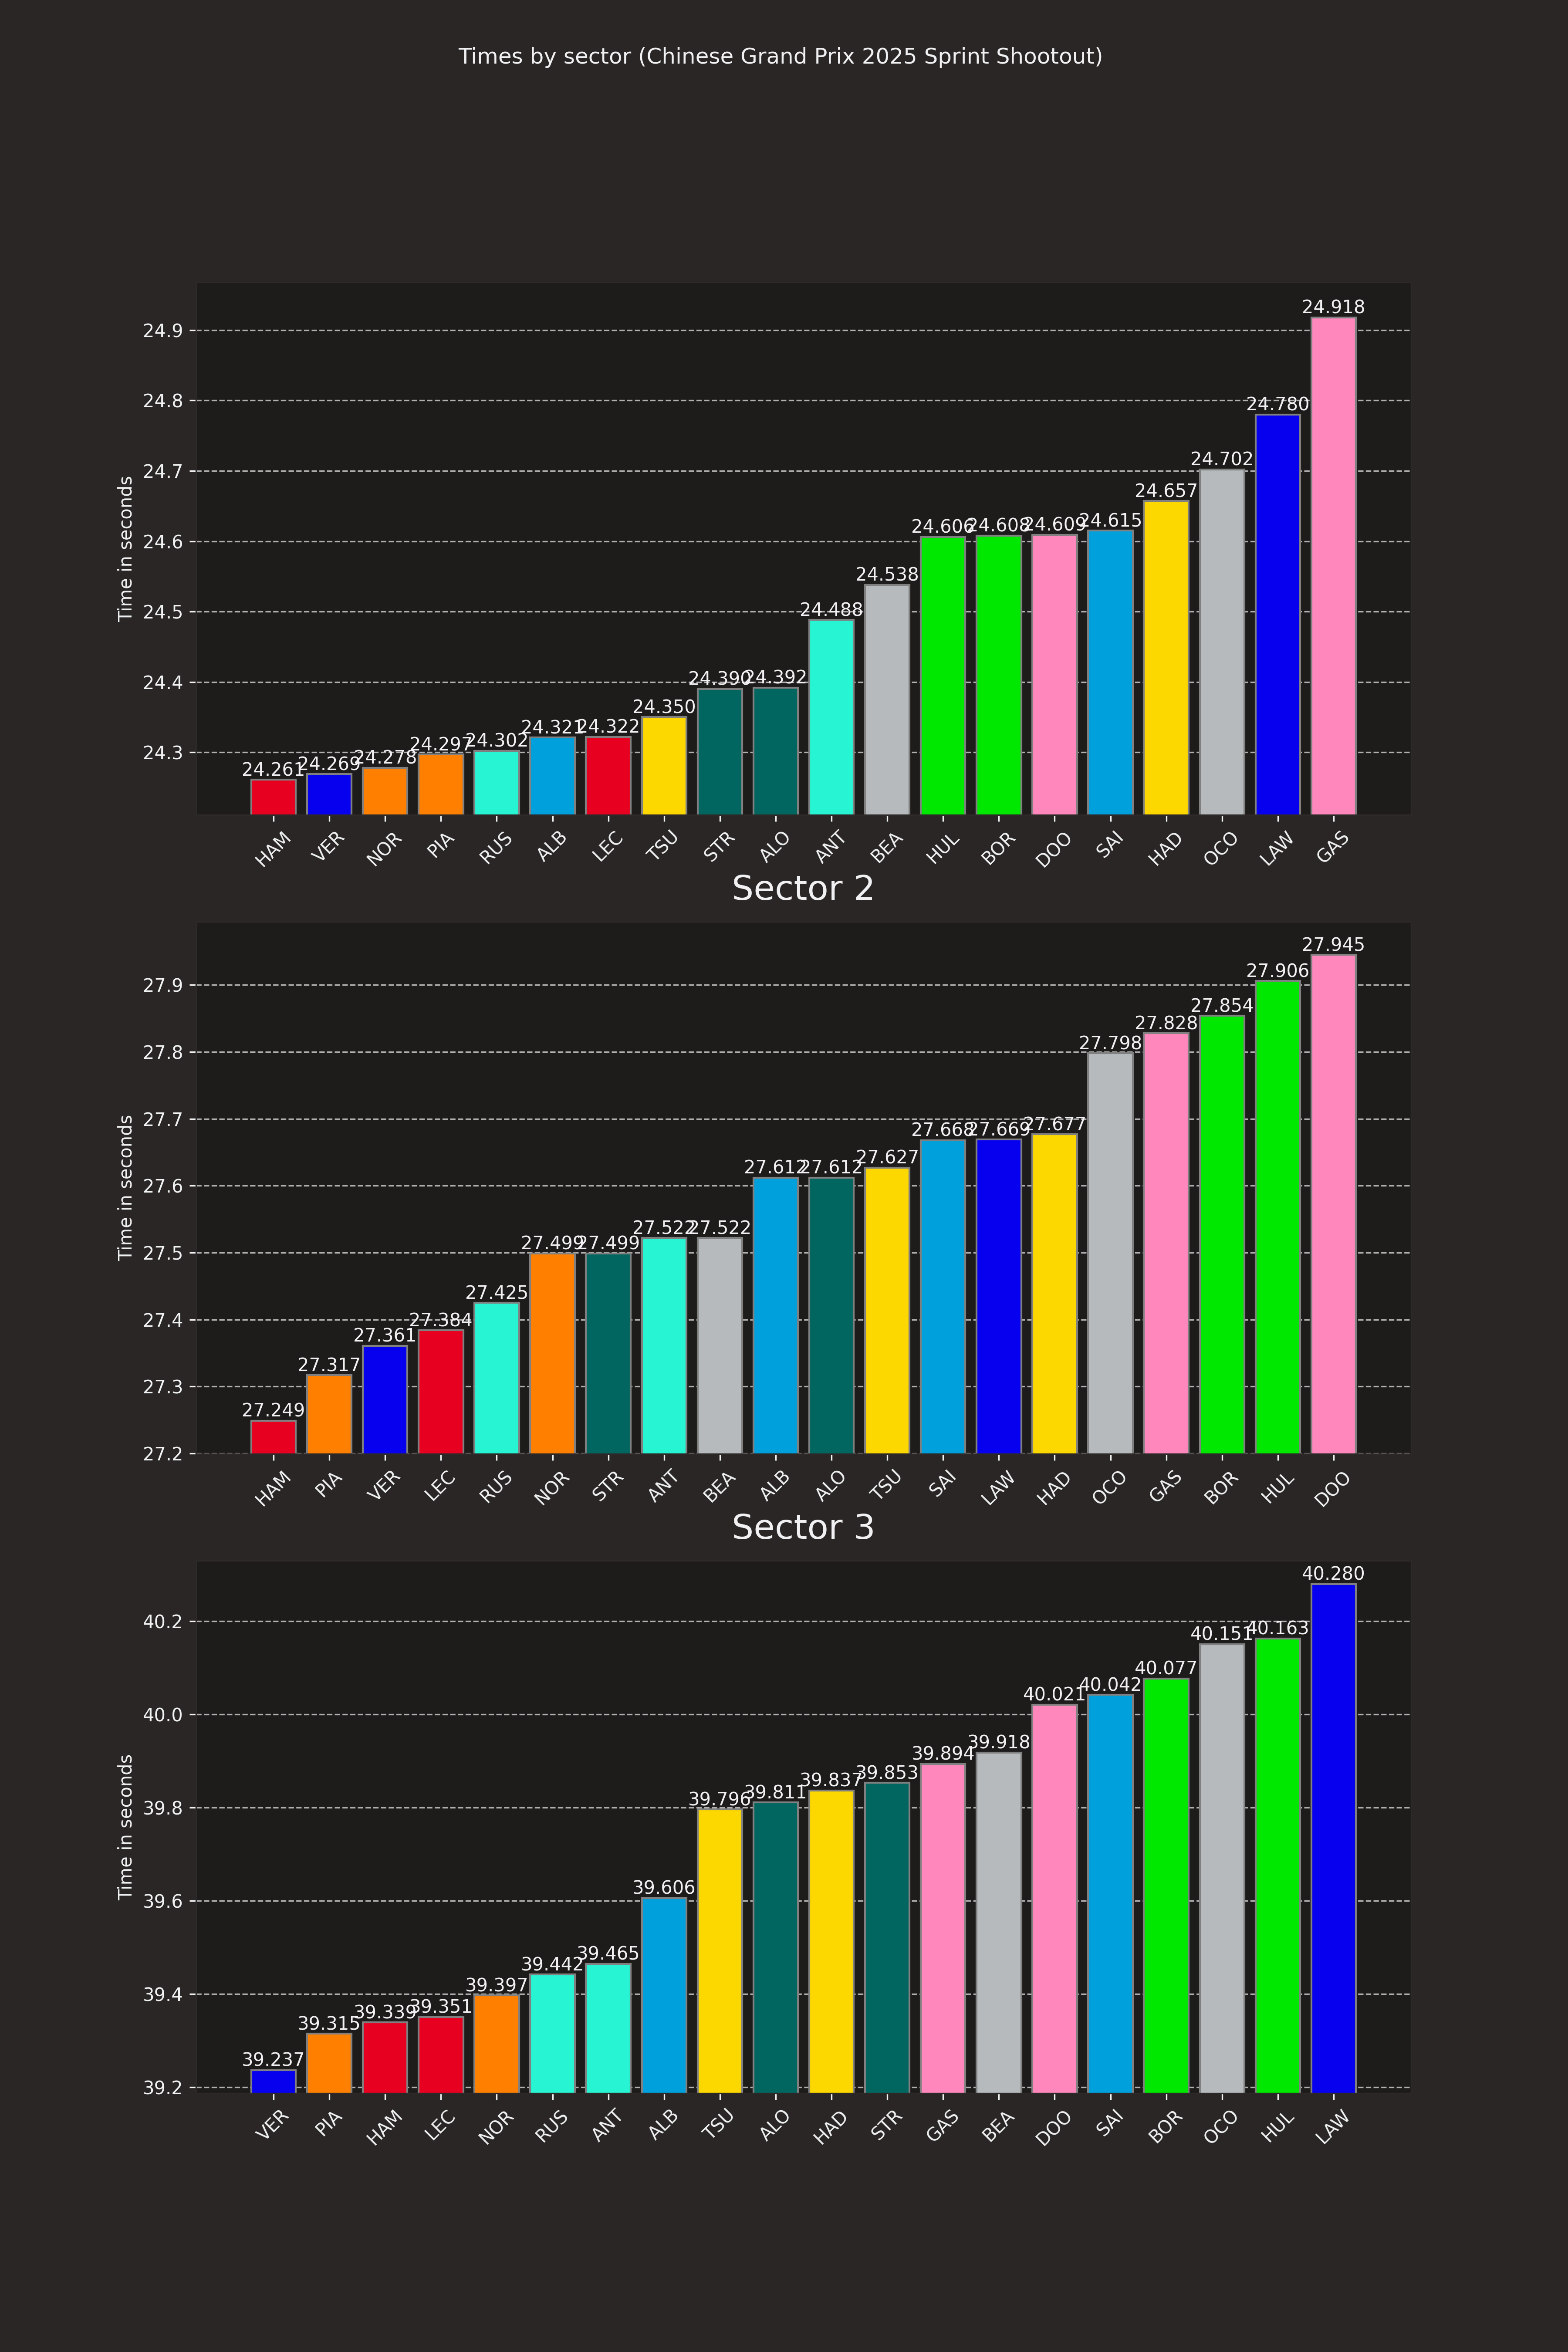 Times by sector (Chinese Grand Prix 2025 Sprint Shootout)
Time in seconds
24.9
24.8
24.7
24.6
24.5
24.4
24.3
24.261 24.269 24.278 24.297 24.302 24.321 24.322 24.350 24.390 24.392 24.488 24.538 24.606 24.608 24.609 24.615 24.657 24.702 24.780 24.918
HAM VER NOR PIA RUS ALB LEC TSU STR ALO ANT BEA HUL BOR DOO SAI HAD OCO LAW GAS
Sector 2
Time in seconds
27.9
27.8
27.7
27.6
27.5
27.4
27.3
27.2
27.249 27.317 27.361 27.384 27.425 27.499 27.499 27.522 27.522 27.612 27.612 27.627 27.668 27.669 27.677 27.798 27.828 27.854 27.906 27.945
HAM PIA VER LEC RUS NOR STR ANT BEA ALB ALO TSU SAI LAW HAD OCO GAS BOR HUL DOO
Sector 3
Time in seconds
40.2
40.0
39.8
39.6
39.4
39.2
39.237 39.315 39.339 39.351 39.397 39.442 39.465 39.606 39.796 39.811 39.837 39.853 39.894 39.918 40.021 40.042 40.077 40.151 40.163 40.280
VER PIA HAM LEC NOR RUS ANT ALB TSU ALO HAD STR GAS BEA DOO SAI BOR OCO HUL LAW